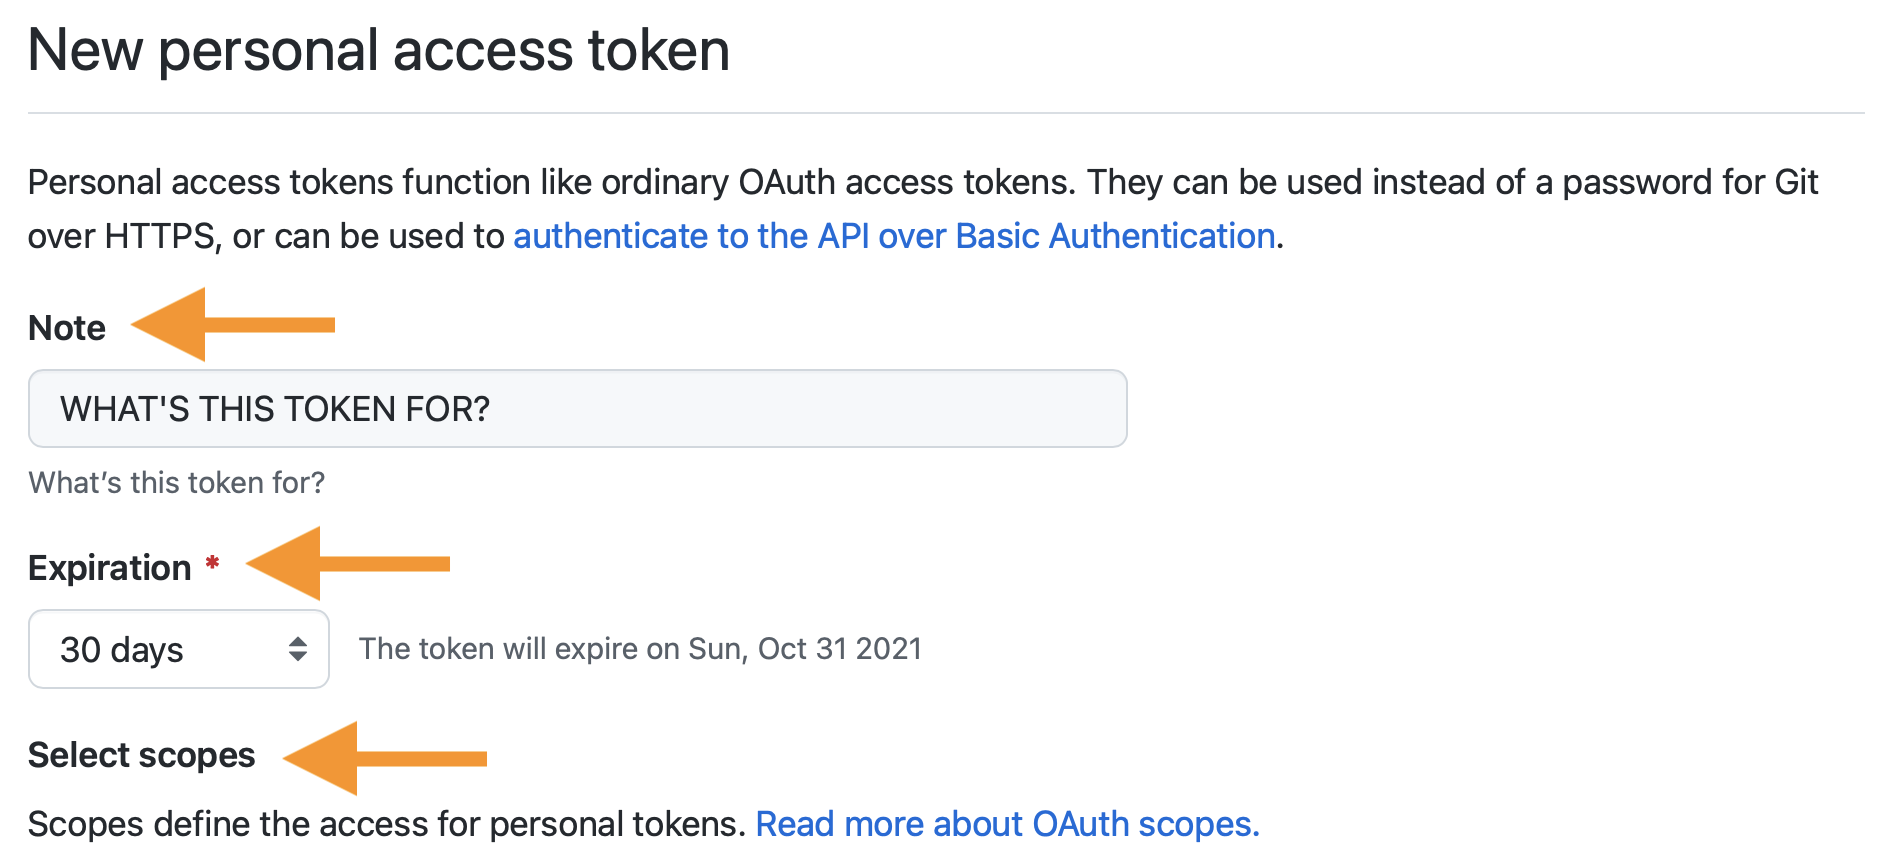 New personal access token
Personal access tokens function like ordinary OAuth access tokens. They can be used instead of a password for Git
over HTTPS, or can be used to authenticate to the API over Basic Authentication.
Note
WHAT'S THIS TOKEN FOR?
What’s this token for?
Expiration *
30 days The token will expire on Sun, Oct 31 2021
Select scopes
Scopes define the access for personal tokens. Read more about OAuth scopes.